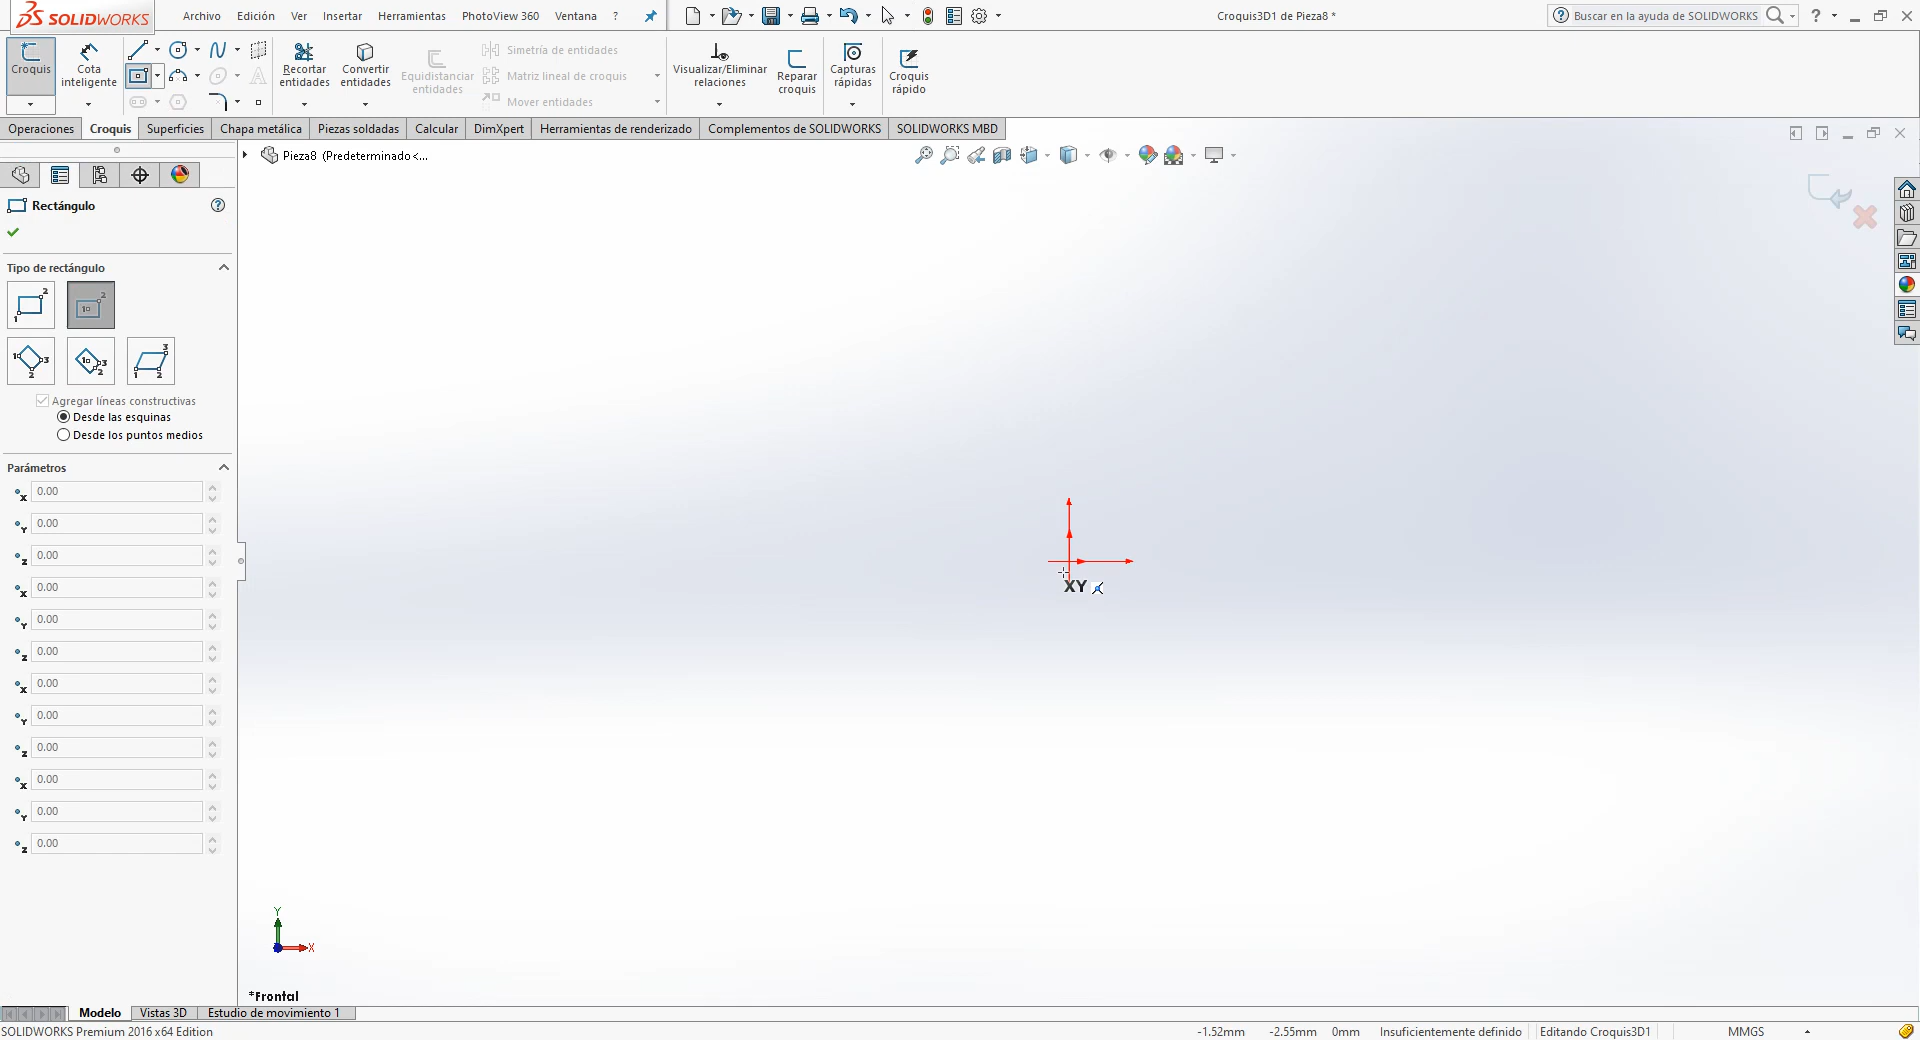 SOLIDWORKS
Archivo
Edición
Ver
Insertar
Herramientas
PhotoView 360
Ventana
?
Croquis3D1 de Pieza8 *
Buscar en la ayuda de SOLIDWORKS
?
Croquis
Cota inteligente
Recortar entidades
Convertir entidades
Equidistanciar entidades
Simetría de entidades
Matriz lineal de croquis
Mover entidades
Visualizar/Eliminar relaciones
Reparar croquis
Capturas rápidas
Croquis rápido
Operaciones
Croquis
Superficies
Chapa metálica
Piezas soldadas
Calcular
DimXpert
Herramientas de renderizado
Complementos de SOLIDWORKS
SOLIDWORKS MBD
Pieza8 (Predeterminado<...
Rectángulo
?
Tipo de rectángulo
Agregar líneas constructivas
Desde las esquinas
Desde los puntos medios
Parámetros
X 0.00
Y 0.00
Z 0.00
X 0.00
Y 0.00
Z 0.00
X 0.00
Y 0.00
Z 0.00
X 0.00
Y 0.00
Z 0.00
XY
Y
X
*Frontal
Modelo
Vistas 3D
Estudio de movimiento 1
SOLIDWORKS Premium 2016 x64 Edition
-1.52mm
-2.55mm
0mm
Insuficientemente definido
Editando Croquis3D1
MMGS